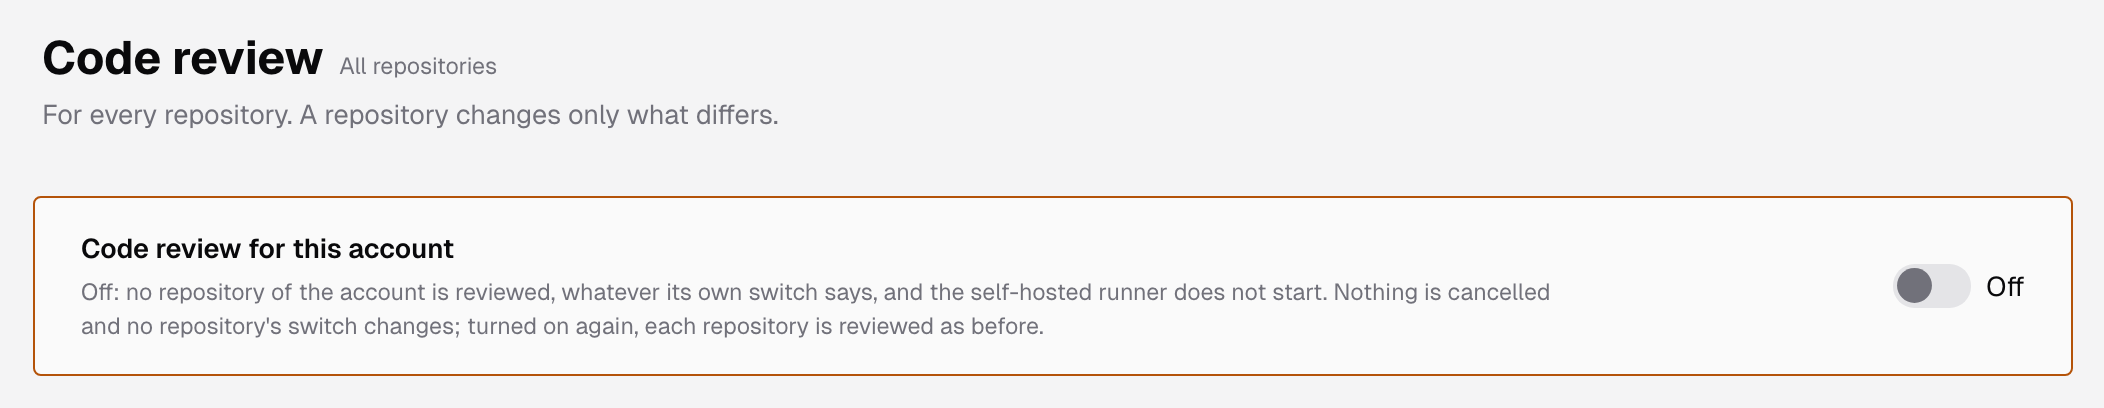 Code review All repositories
For every repository. A repository changes only what differs.
Code review for this account
Off: no repository of the account is reviewed, whatever its own switch says, and the self-hosted runner does not start. Nothing is cancelled
and no repository's switch changes; turned on again, each repository is reviewed as before.
Off